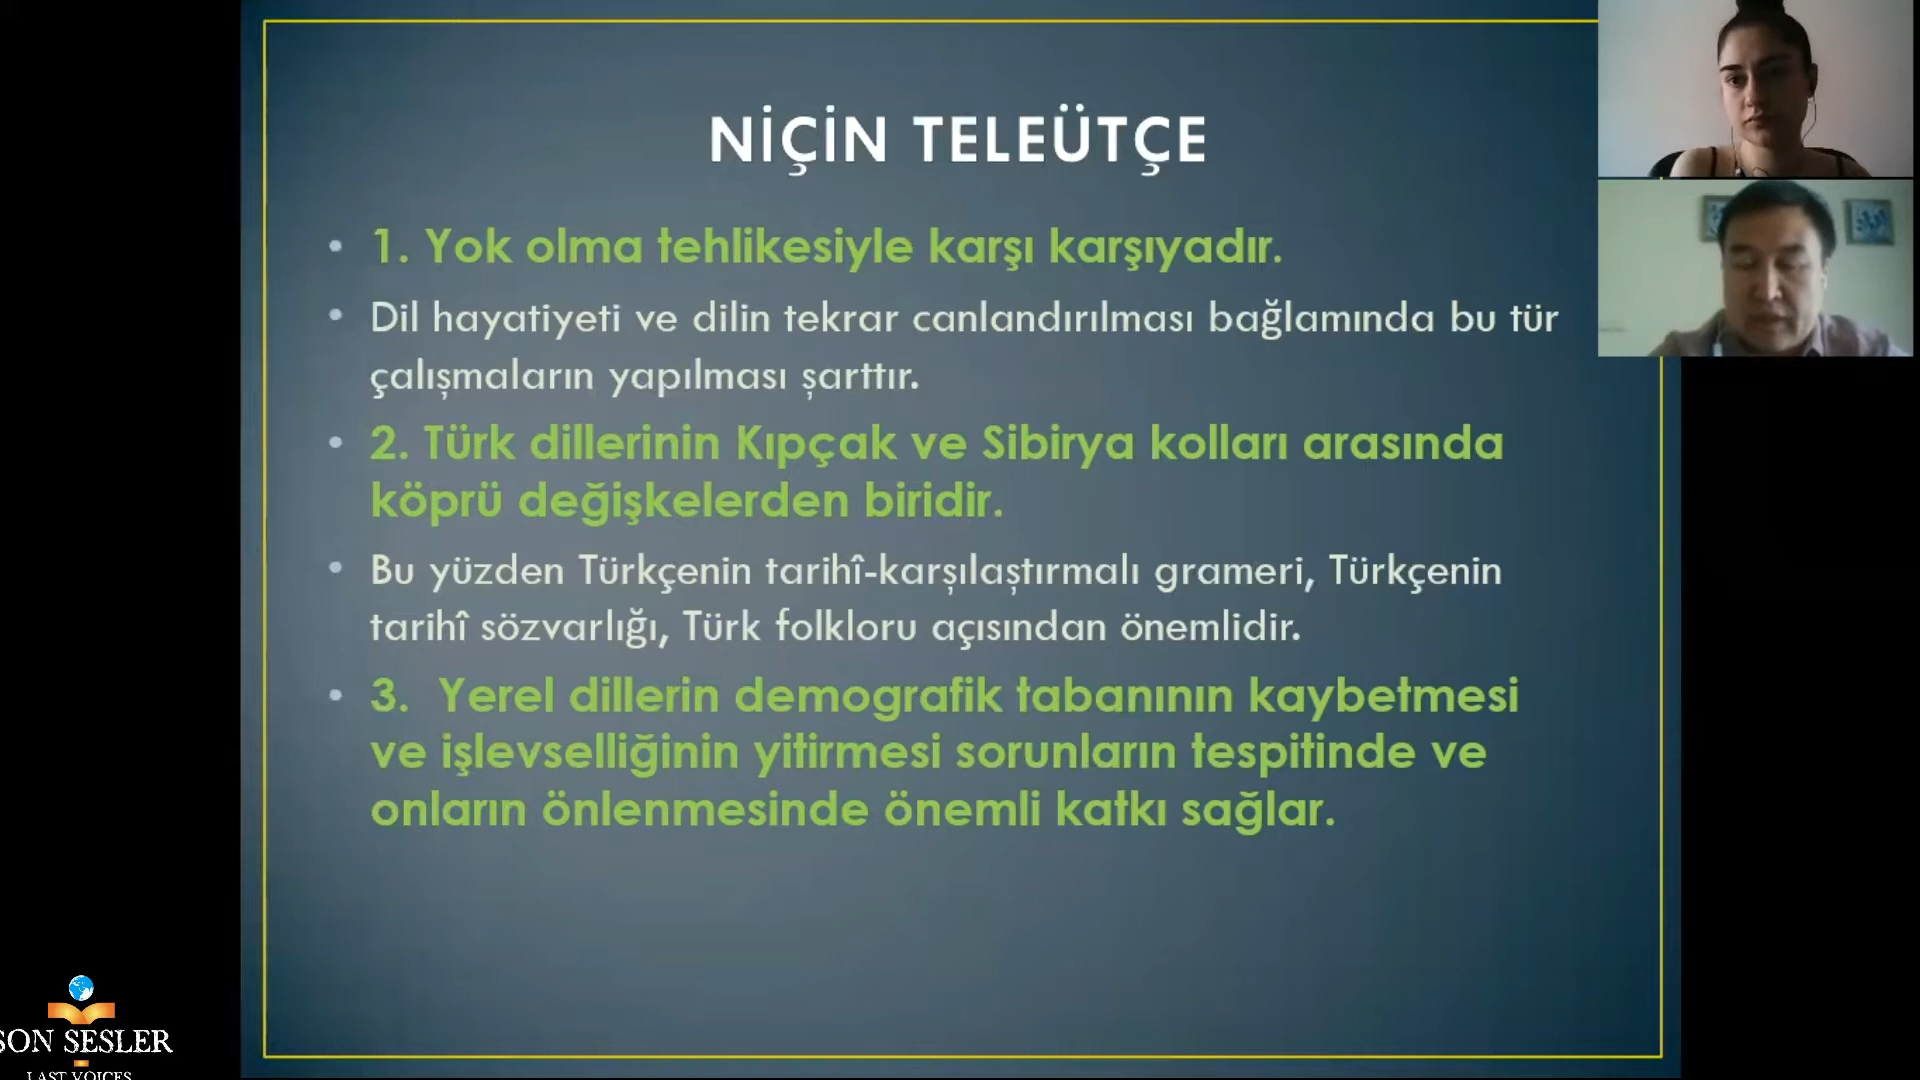 NİÇİN TELEÜTÇE
• 1. Yok olma tehlikesiyle karşı karşıyadır.
• Dil hayatiyeti ve dilin tekrar canlandırılması bağlamında bu tür
çalışmaların yapılması şarttır.
• 2. Türk dillerinin Kıpçak ve Sibirya kolları arasında
köprü değişkelerden biridir.
• Bu yüzden Türkçenin tarihî-karşılaştırmalı grameri, Türkçenin
tarihî sözvarlığı, Türk folkloru açısından önemlidir.
• 3. Yerel dillerin demografik tabanının kaybetmesi
ve işlevselliğinin yitirmesi sorunların tespitinde ve
onların önlenmesinde önemli katkı sağlar.
SON SESLER
LAST VOICES